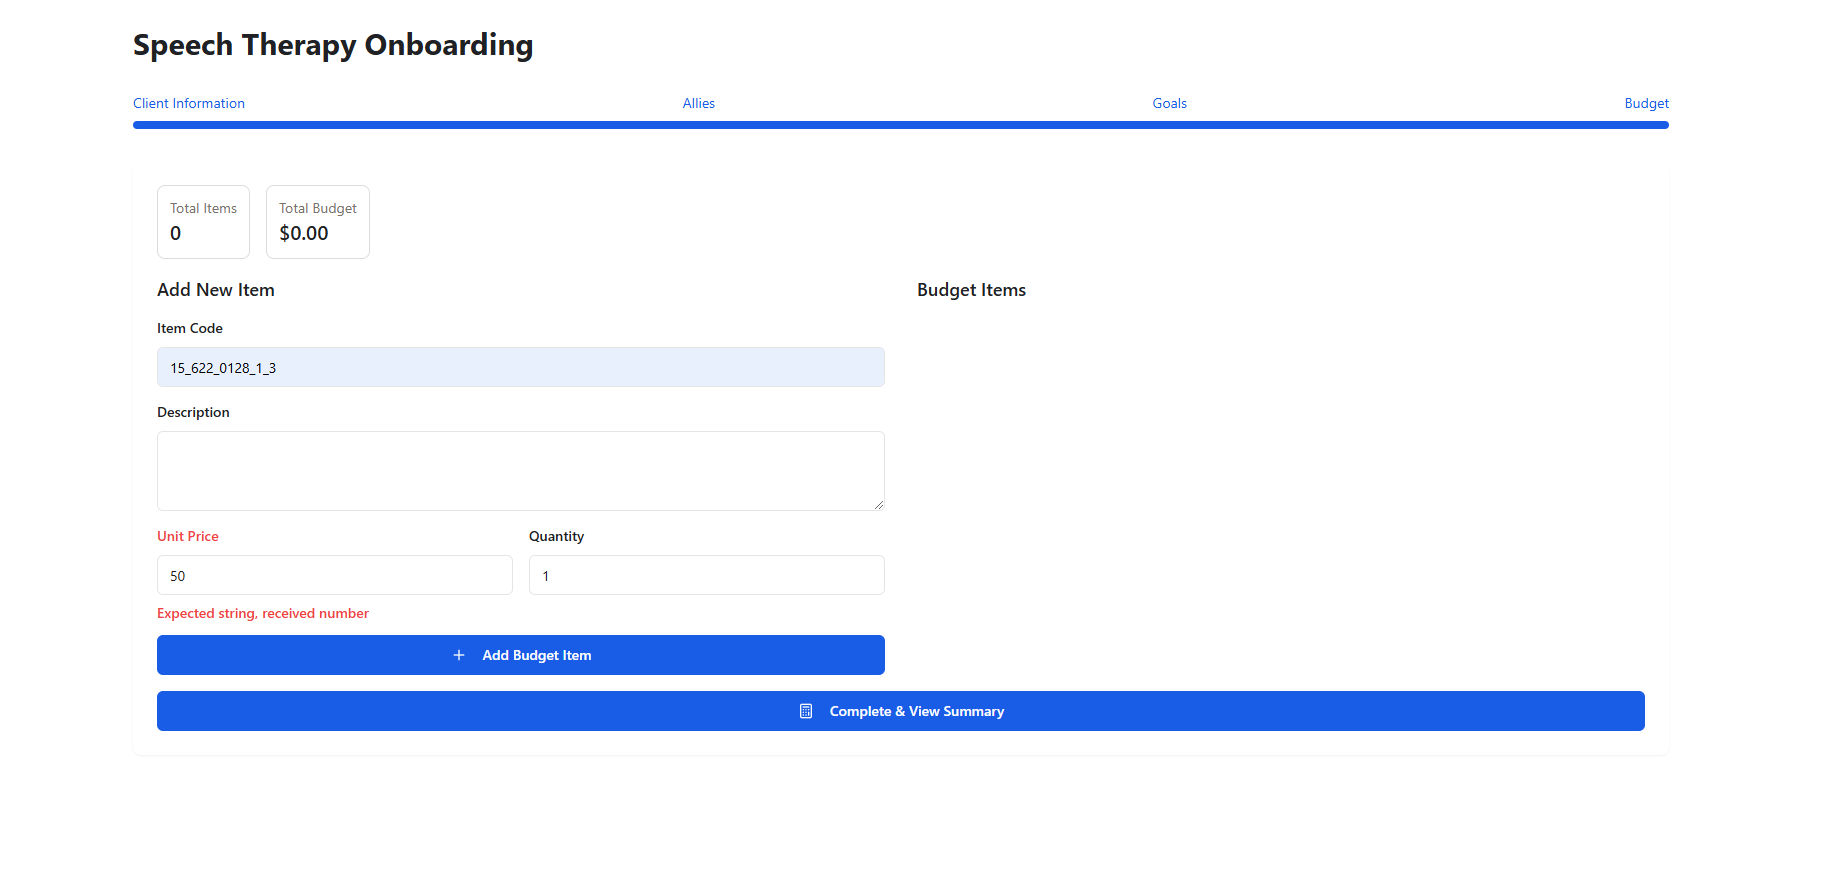 Speech Therapy Onboarding
Client Information Allies Goals Budget
Total Items Total Budget
0 $0.00
Add New Item
Item Code
15_622_0128_1_3
Description
Unit Price Quantity
50 1
Expected string, received number
+ Add Budget Item
Budget Items
Complete & View Summary